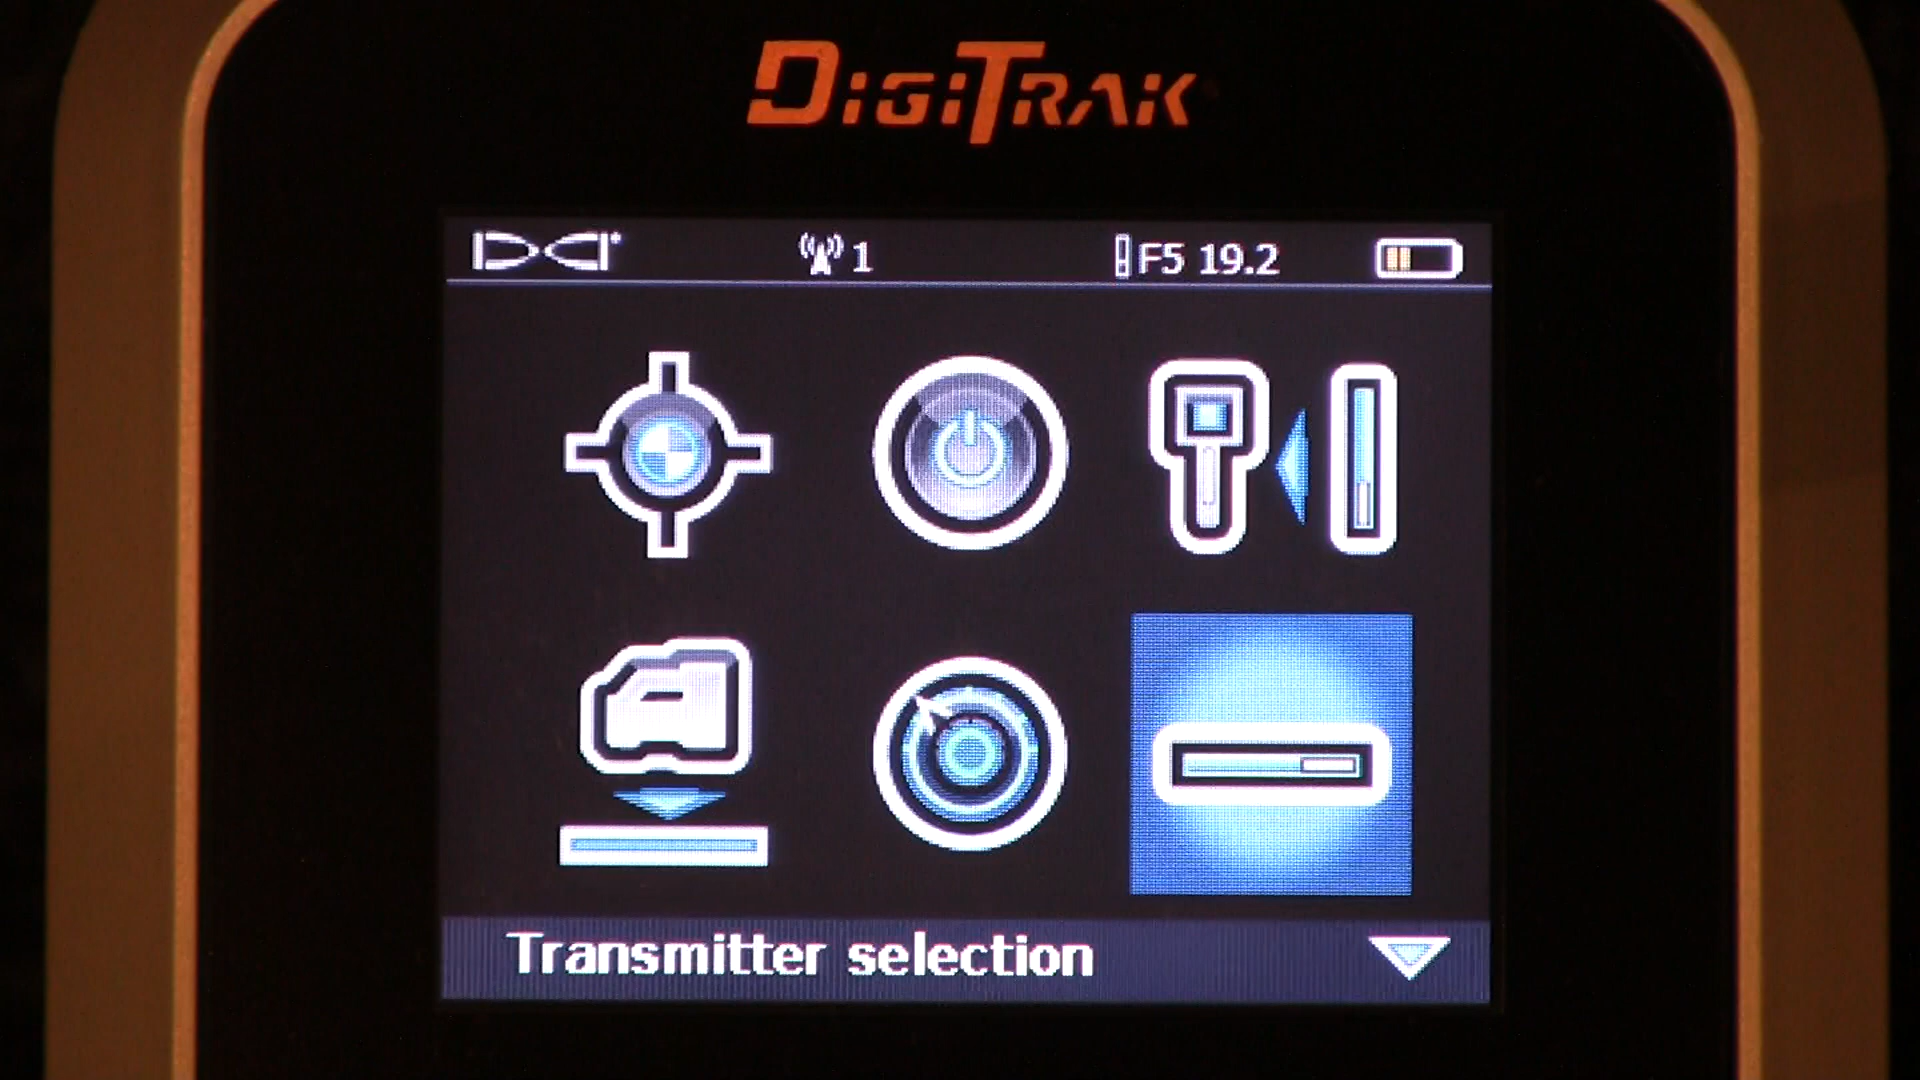 DIGITRAK
DCI
1
F5 19.2
Transmitter selection